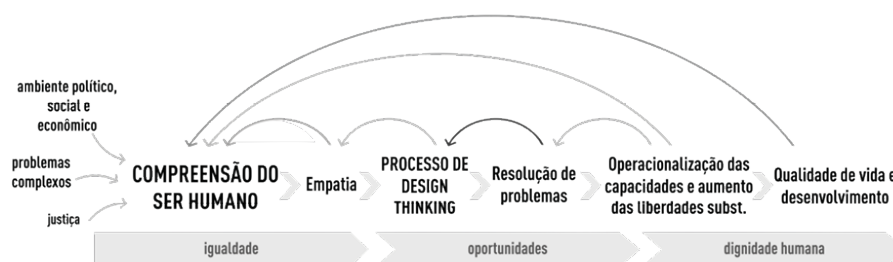 ambiente político,
social e
econômico
problemas
complexos
justiça
COMPREENSÃO DO
SER HUMANO
Empatia
PROCESSO DE
DESIGN
THINKING
Resolução de
problemas
Operacionalização das
capacidades e aumento
das liberdades subst.
Qualidade de vida e
desenvolvimento
igualdade
oportunidades
dignidade humana